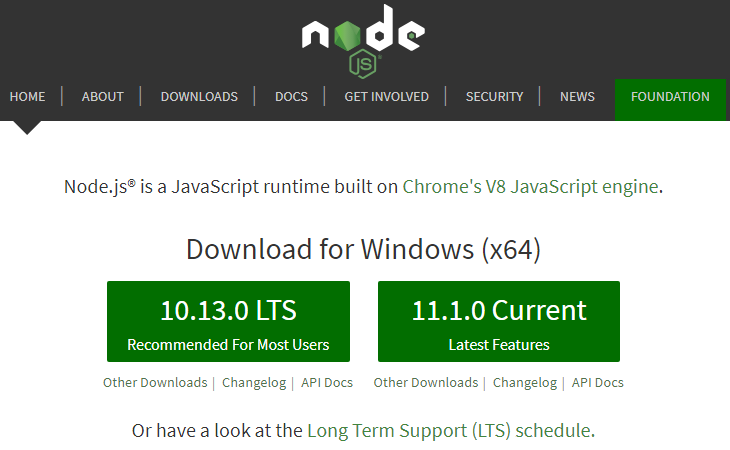 node
JS
HOME | ABOUT | DOWNLOADS | DOCS | GET INVOLVED | SECURITY | NEWS | FOUNDATION
Node.js® is a JavaScript runtime built on Chrome's V8 JavaScript engine.
Download for Windows (x64)
10.13.0 LTS 11.1.0 Current
Recommended For Most Users Latest Features
Other Downloads | Changelog | API Docs Other Downloads | Changelog | API Docs
Or have a look at the Long Term Support (LTS) schedule.